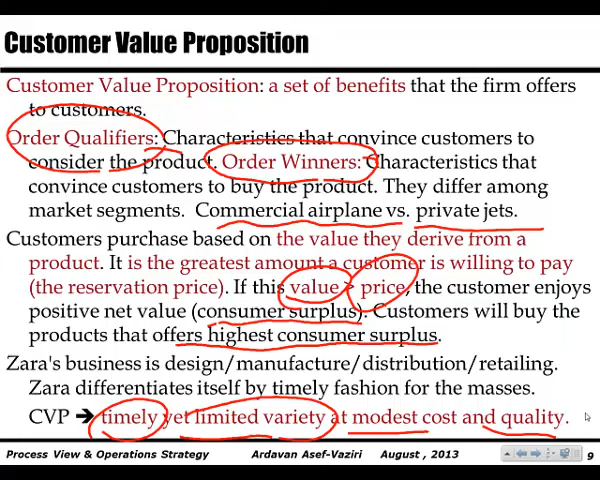 Customer Value Proposition
Customer Value Proposition: a set of benefits that the firm offers
to customers.
Order Qualifiers: Characteristics that convince customers to
consider the product. Order Winners: Characteristics that
convince customers to buy the product. They differ among
market segments. Commercial airplane vs. private jets.
Customers purchase based on the value they derive from a
product. It is the greatest amount a customer is willing to pay
(the reservation price). If this value > price, the customer enjoys
positive net value (consumer surplus). Customers will buy the
products that offers highest consumer surplus.
Zara's business is design/manufacture/distribution/retailing.
Zara differentiates itself by timely fashion for the masses.
CVP → timely yet limited variety at modest cost and quality.
Process View & Operations Strategy Ardavan Asef-Vaziri August , 2013 9